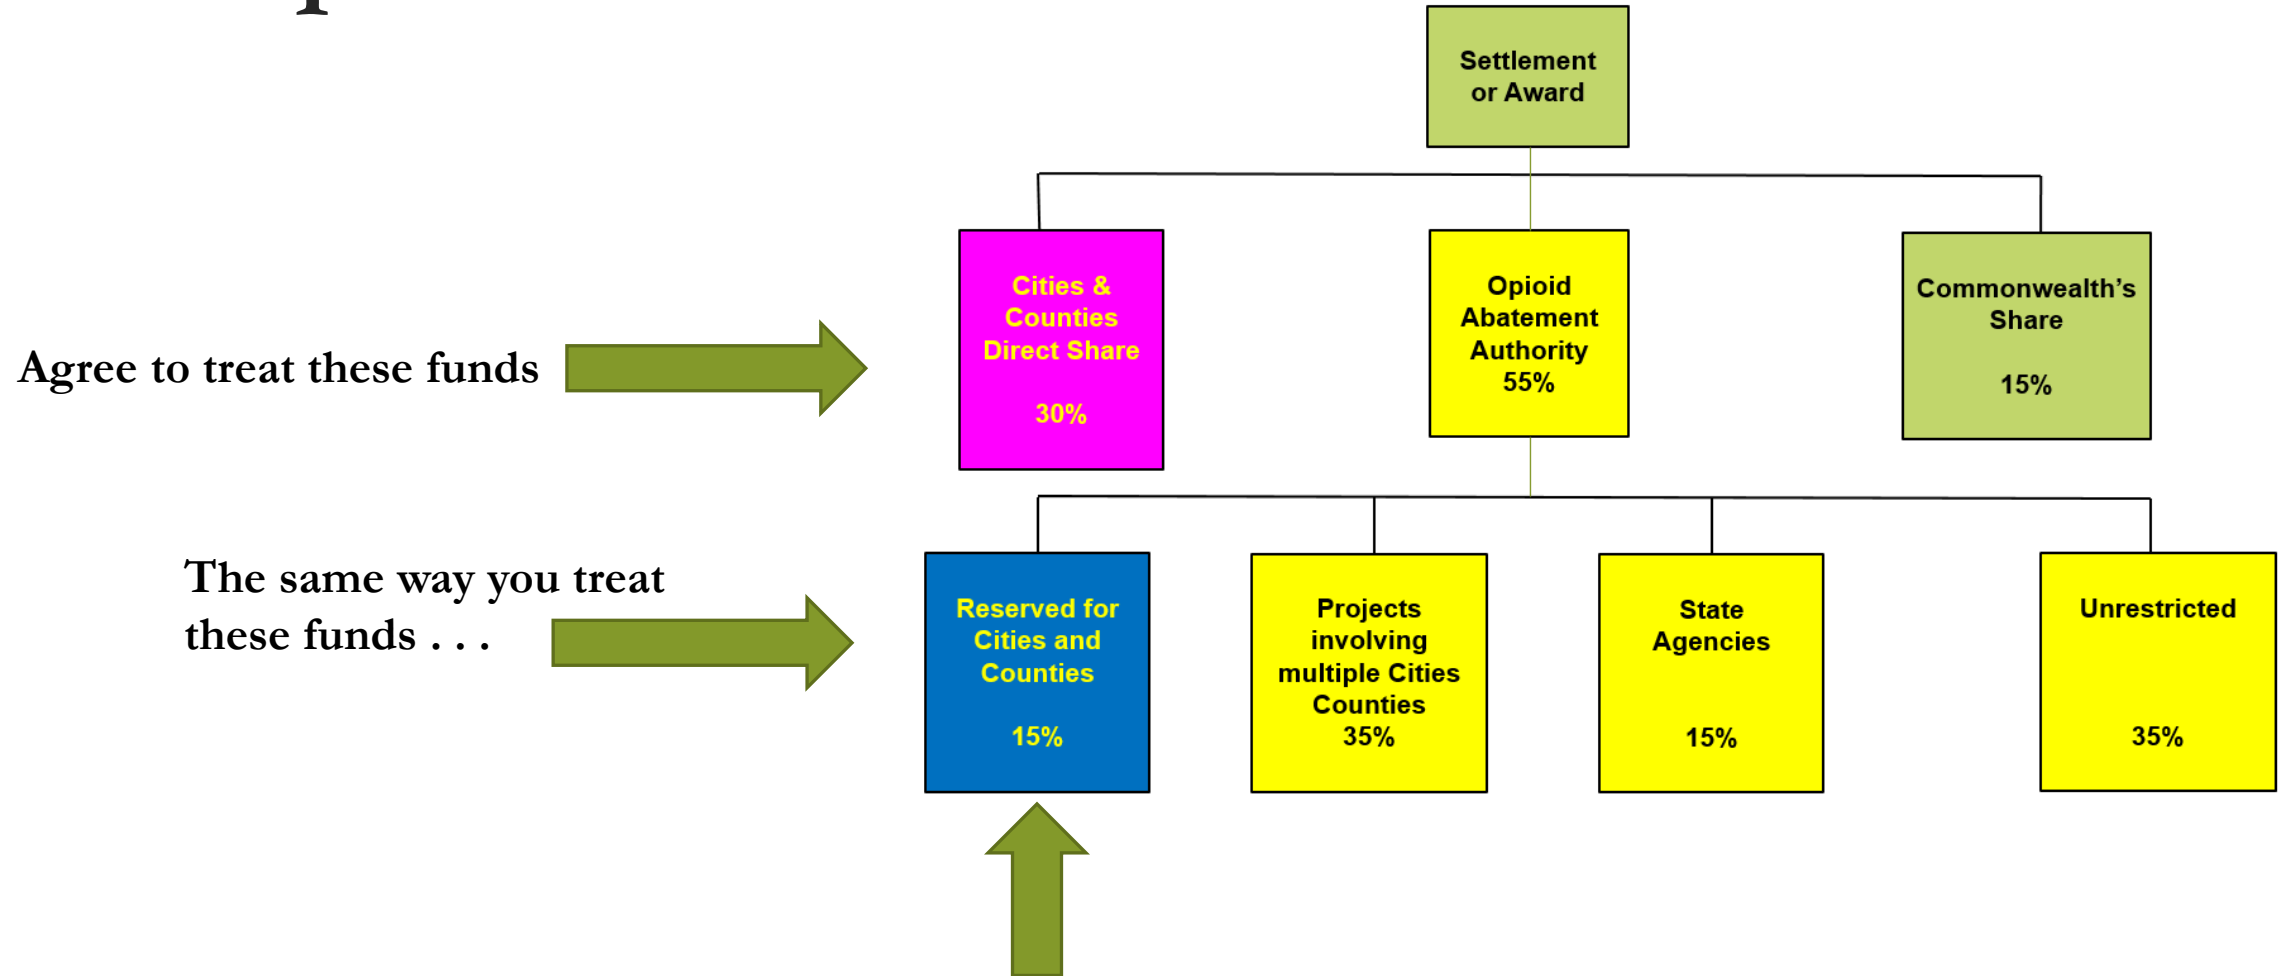 Settlement
or Award
Cities &
Counties
Direct Share
30%
Opioid
Abatement
Authority
55%
Commonwealth's
Share
15%
Agree to treat these funds
The same way you treat
these funds . . .
Reserved for
Cities and
Counties
15%
Projects
involving
multiple Cities
Counties
35%
State
Agencies
15%
Unrestricted
35%